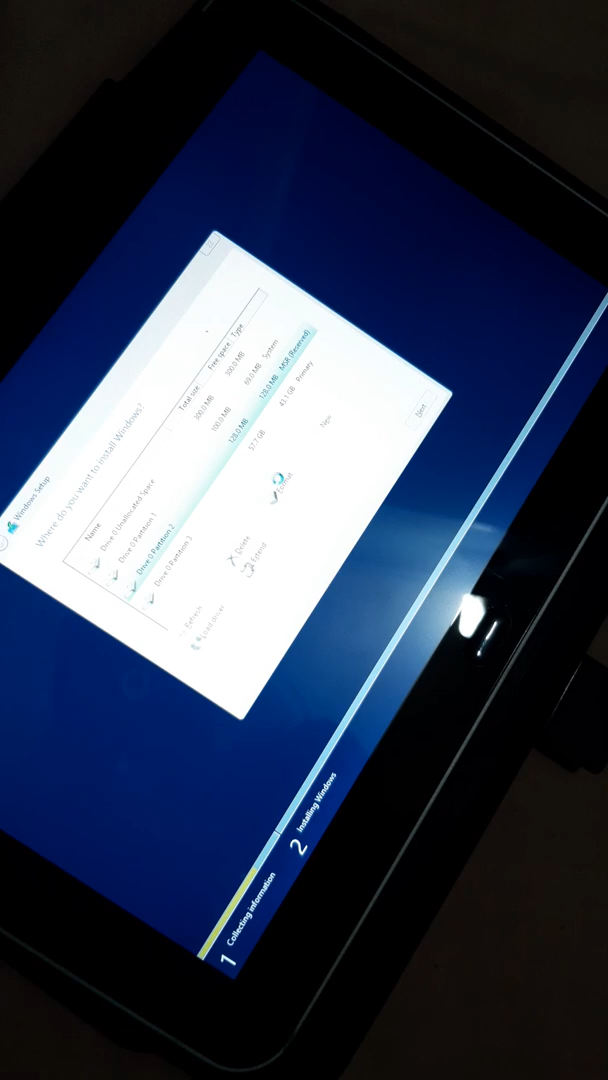 Windows Setup
Where do you want to install Windows?
Name Total size Free space Type
Drive 0 Unallocated Space 300.0 MB 300.0 MB
Drive 0 Partition 1 100.0 MB 69.0 MB System
Drive 0 Partition 2 128.0 MB 128.0 MB MSR (Reserved)
Drive 0 Partition 3 57.7 GB 43.1 GB Primary
Refresh Delete Format New
Load driver Extend
Next
1 Collecting information 2 Installing Windows